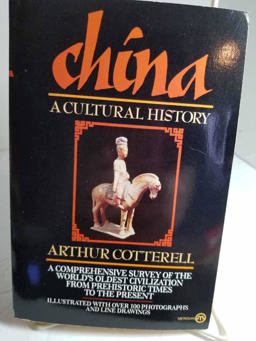 china
A CULTURAL HISTORY
ARTHUR COTTERELL
A COMPREHENSIVE SURVEY OF THE
WORLD'S OLDEST CIVILIZATION
FROM PREHISTORIC TIMES
TO THE PRESENT
ILLUSTRATED WITH OVER 100 PHOTOGRAPHS
AND LINE DRAWINGS
MERIDIAN